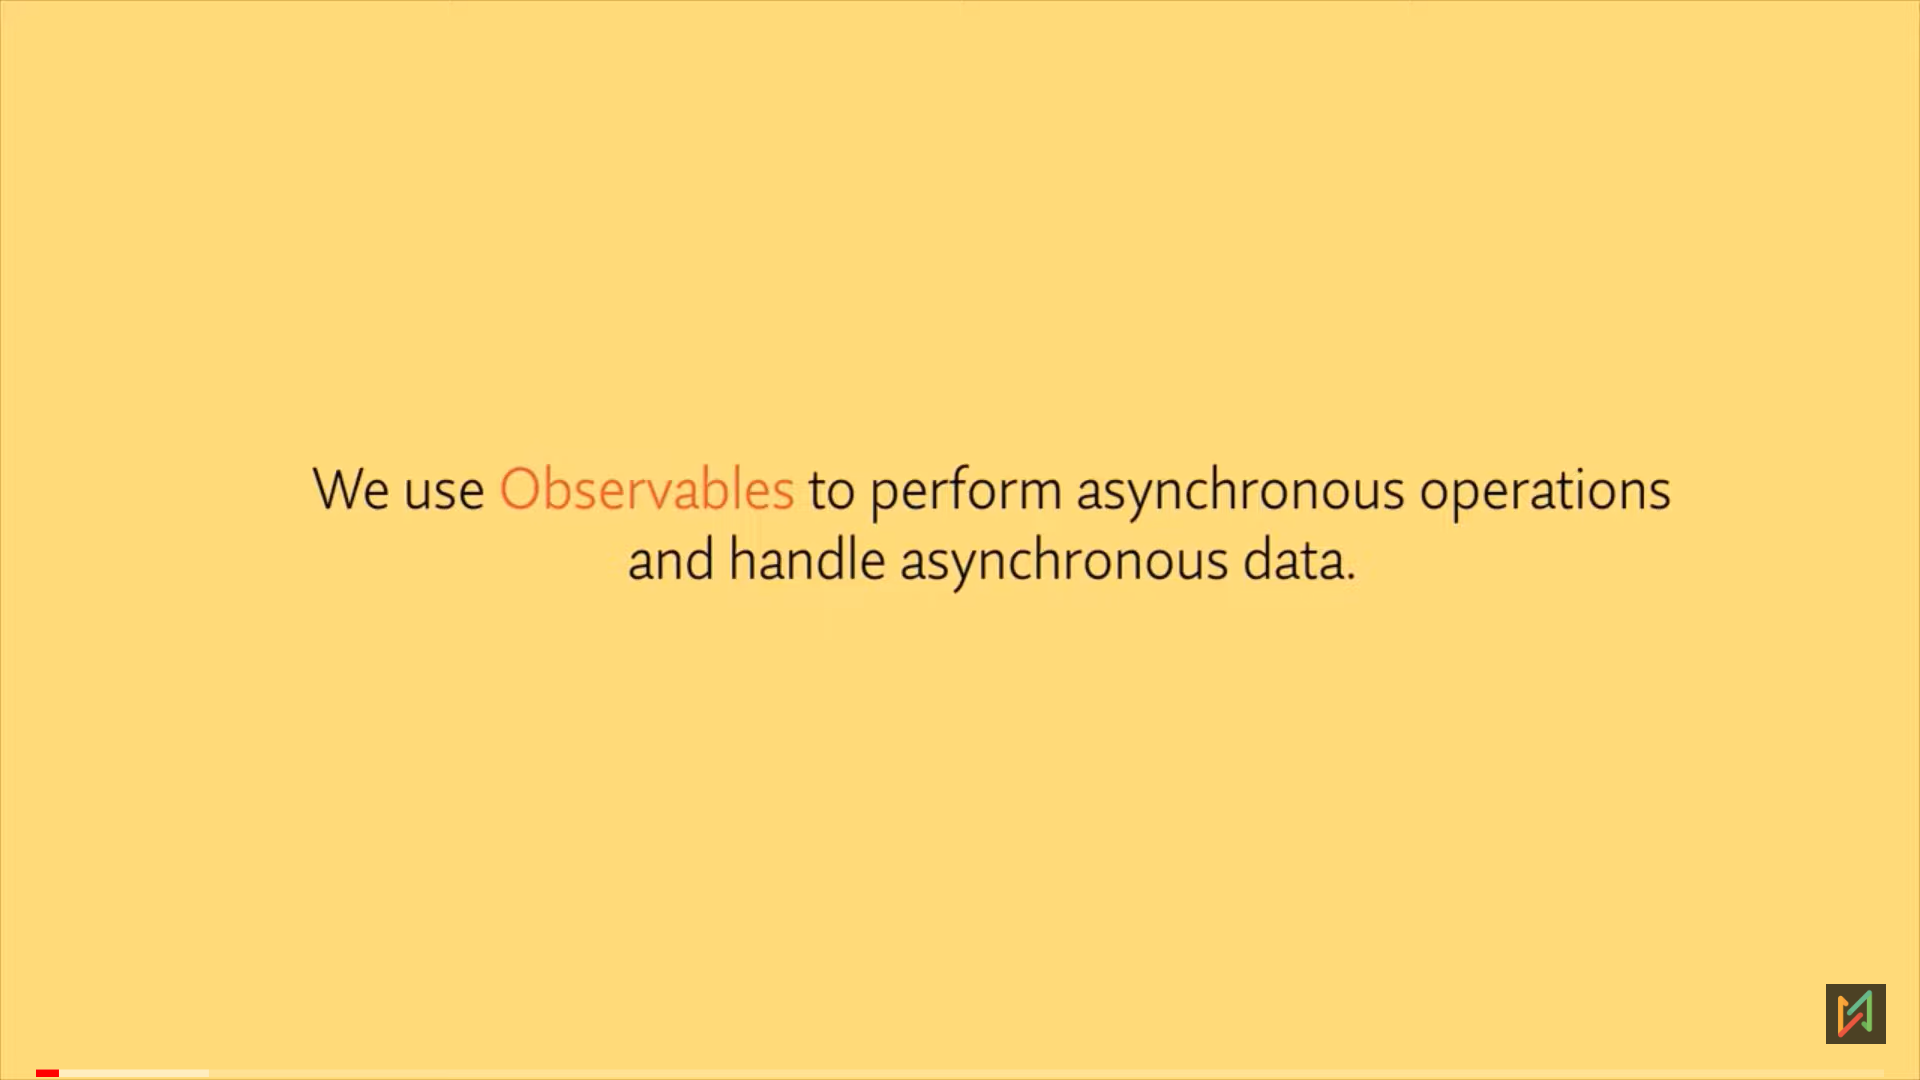 We use Observables to perform asynchronous operations
and handle asynchronous data.